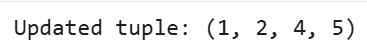 Updated tuple: (1, 2, 4, 5)